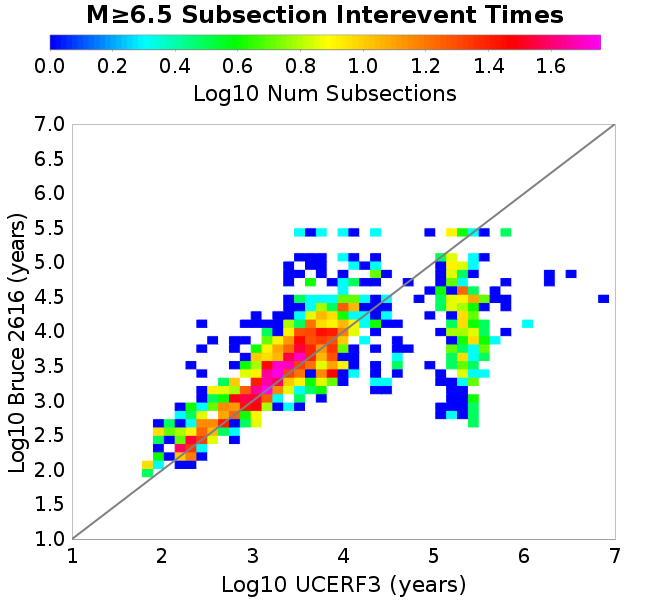 M≥6.5 Subsection Interevent Times
0.0 0.2 0.4 0.6 0.8 1.0 1.2 1.4 1.6
Log10 Num Subsections
Log10 Bruce 2616 (years)
7.0
6.5
6.0
5.5
5.0
4.5
4.0
3.5
3.0
2.5
2.0
1.5
1.0
1 2 3 4 5 6 7
Log10 UCERF3 (years)